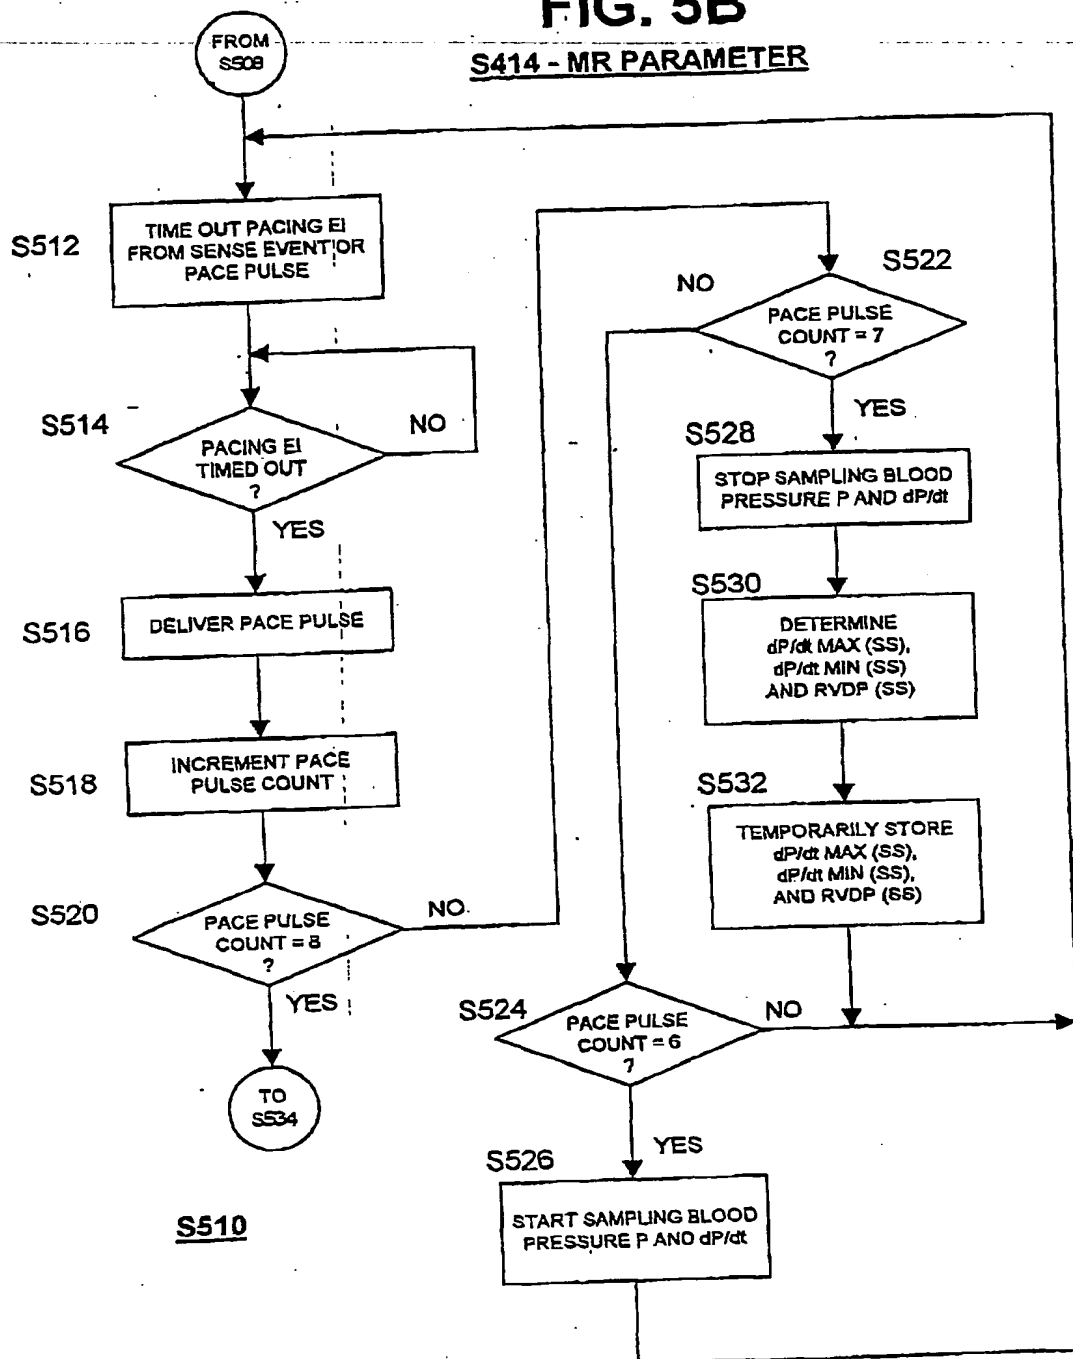 FIG. 5B
S414 - MR PARAMETER
FROM
S508
S512
TIME OUT PACING EI
FROM SENSE EVENT OR
PACE PULSE
S514
PACING EI
TIMED OUT
?
NO
YES
S516
DELIVER PACE PULSE
S518
INCREMENT PACE
PULSE COUNT
S520
PACE PULSE
COUNT = 8
?
NO
YES
TO
S534
S510
S522
PACE PULSE
COUNT = 7
?
NO
YES
S528
STOP SAMPLING BLOOD
PRESSURE P AND dP/dt
S530
DETERMINE
dP/dt MAX (SS),
dP/dt MIN (SS)
AND RVDP (SS)
S532
TEMPORARILY STORE
dP/dt MAX (SS),
dP/dt MIN (SS),
AND RVDP (SS)
S524
PACE PULSE
COUNT = 6
?
NO
YES
S526
START SAMPLING BLOOD
PRESSURE P AND dP/dt